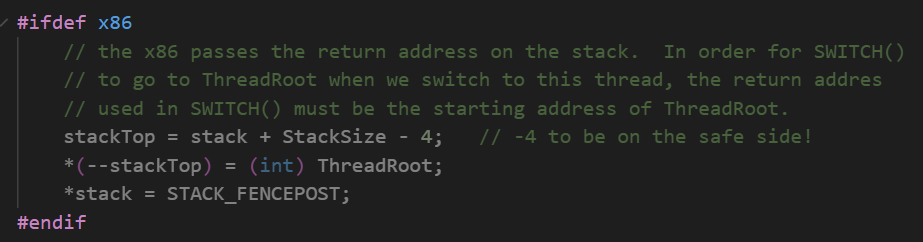 #ifdef x86
// the x86 passes the return address on the stack.  In order for SWITCH()
// to go to ThreadRoot when we switch to this thread, the return addres
// used in SWITCH() must be the starting address of ThreadRoot.
stackTop = stack + StackSize - 4;   // -4 to be on the safe side!
*(--stackTop) = (int) ThreadRoot;
*stack = STACK_FENCEPOST;
#endif